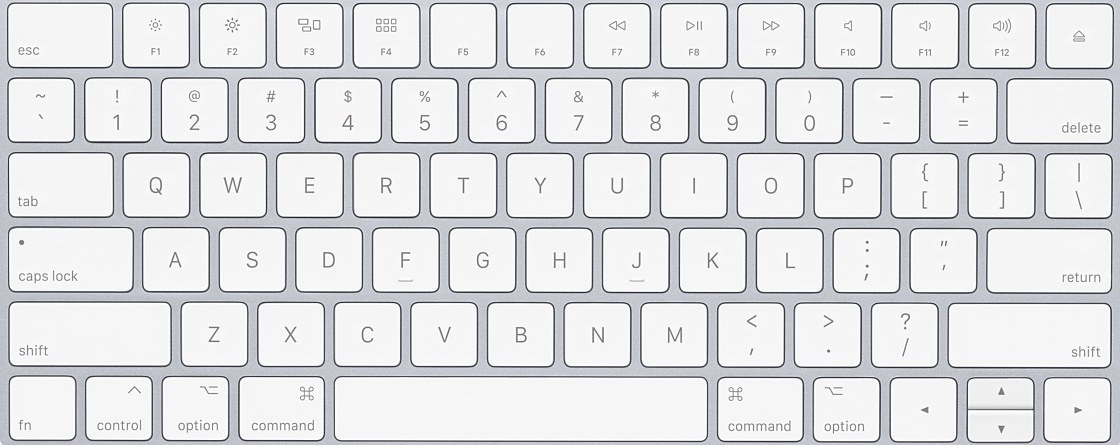 esc F1 F2 F3 F4 F5 F6 F7 F8 F9 F10 F11 F12
~ ! @ # $ % ^ & * ( ) — +
` 1 2 3 4 5 6 7 8 9 0 - = delete
tab Q W E R T Y U I O P { [ } ] | \
caps lock A S D F G H J K L : ; " ' return
shift Z X C V B N M < , > . ? / shift
fn control option command command option